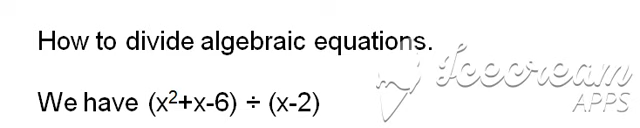 How to divide algebraic equations.
Icecream
APPS
We have (x²+x-6) ÷ (x-2)